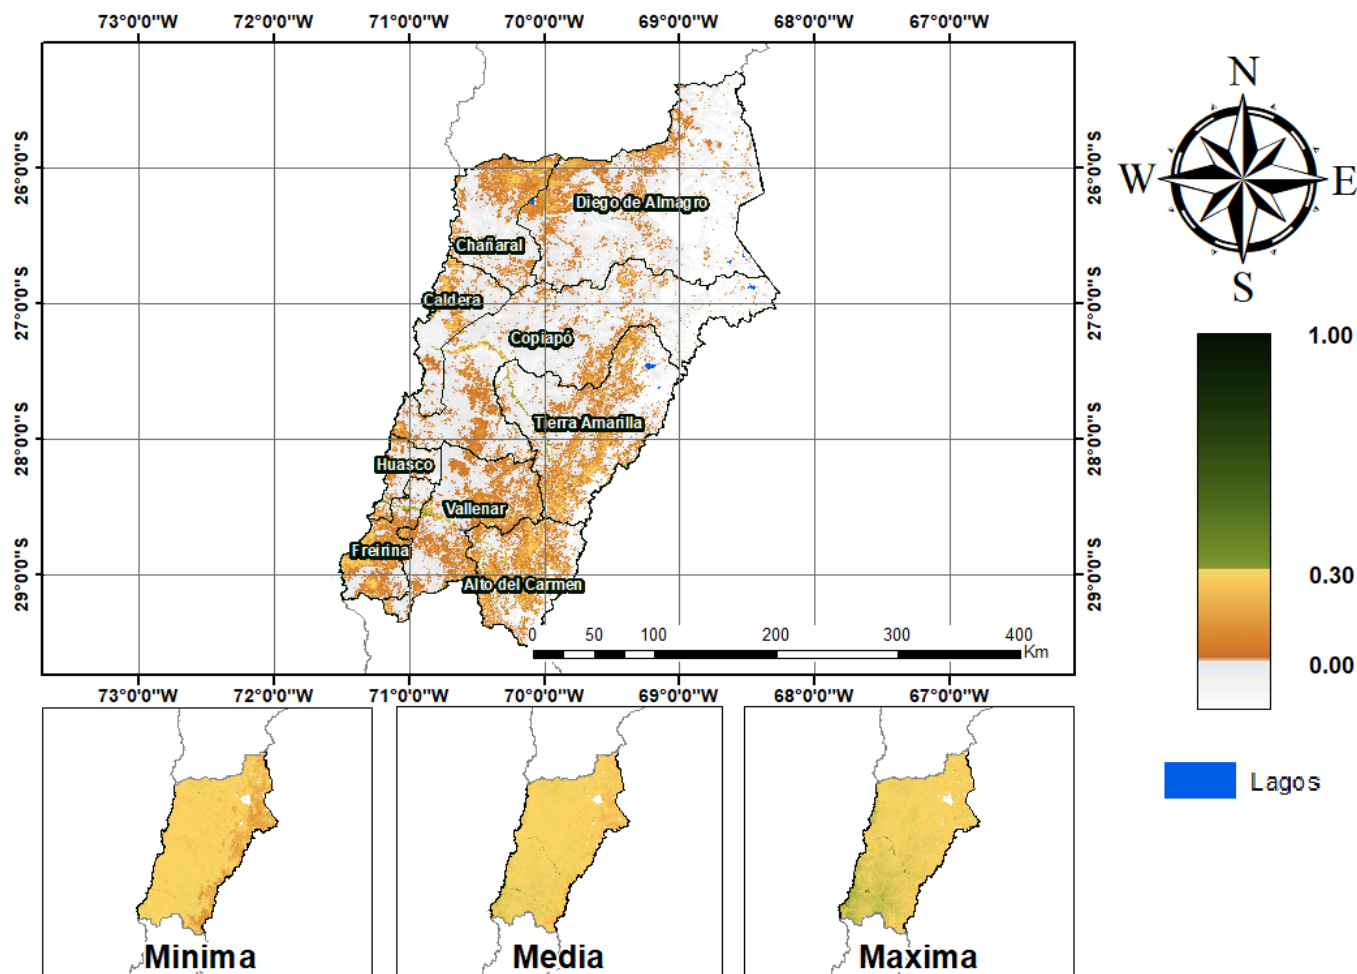 73°0'0"W 72°0'0"W 71°0'0"W 70°0'0"W 69°0'0"W 68°0'0"W 67°0'0"W
N
W E
S
26°0'0"S 26°0'0"S
Diego de Almagro
Chañaral
Caldera
27°0'0"S 27°0'0"S
Copiapó
Tierra Amarilla
28°0'0"S 28°0'0"S
Huasco
Vallenar
Freirina
29°0'0"S 29°0'0"S
Alto del Carmen
0 50 100 200 300 400
Km
73°0'0"W 72°0'0"W 71°0'0"W 70°0'0"W 69°0'0"W 68°0'0"W 67°0'0"W
1.00
0.30
0.00
Lagos
Minima
Media
Maxima